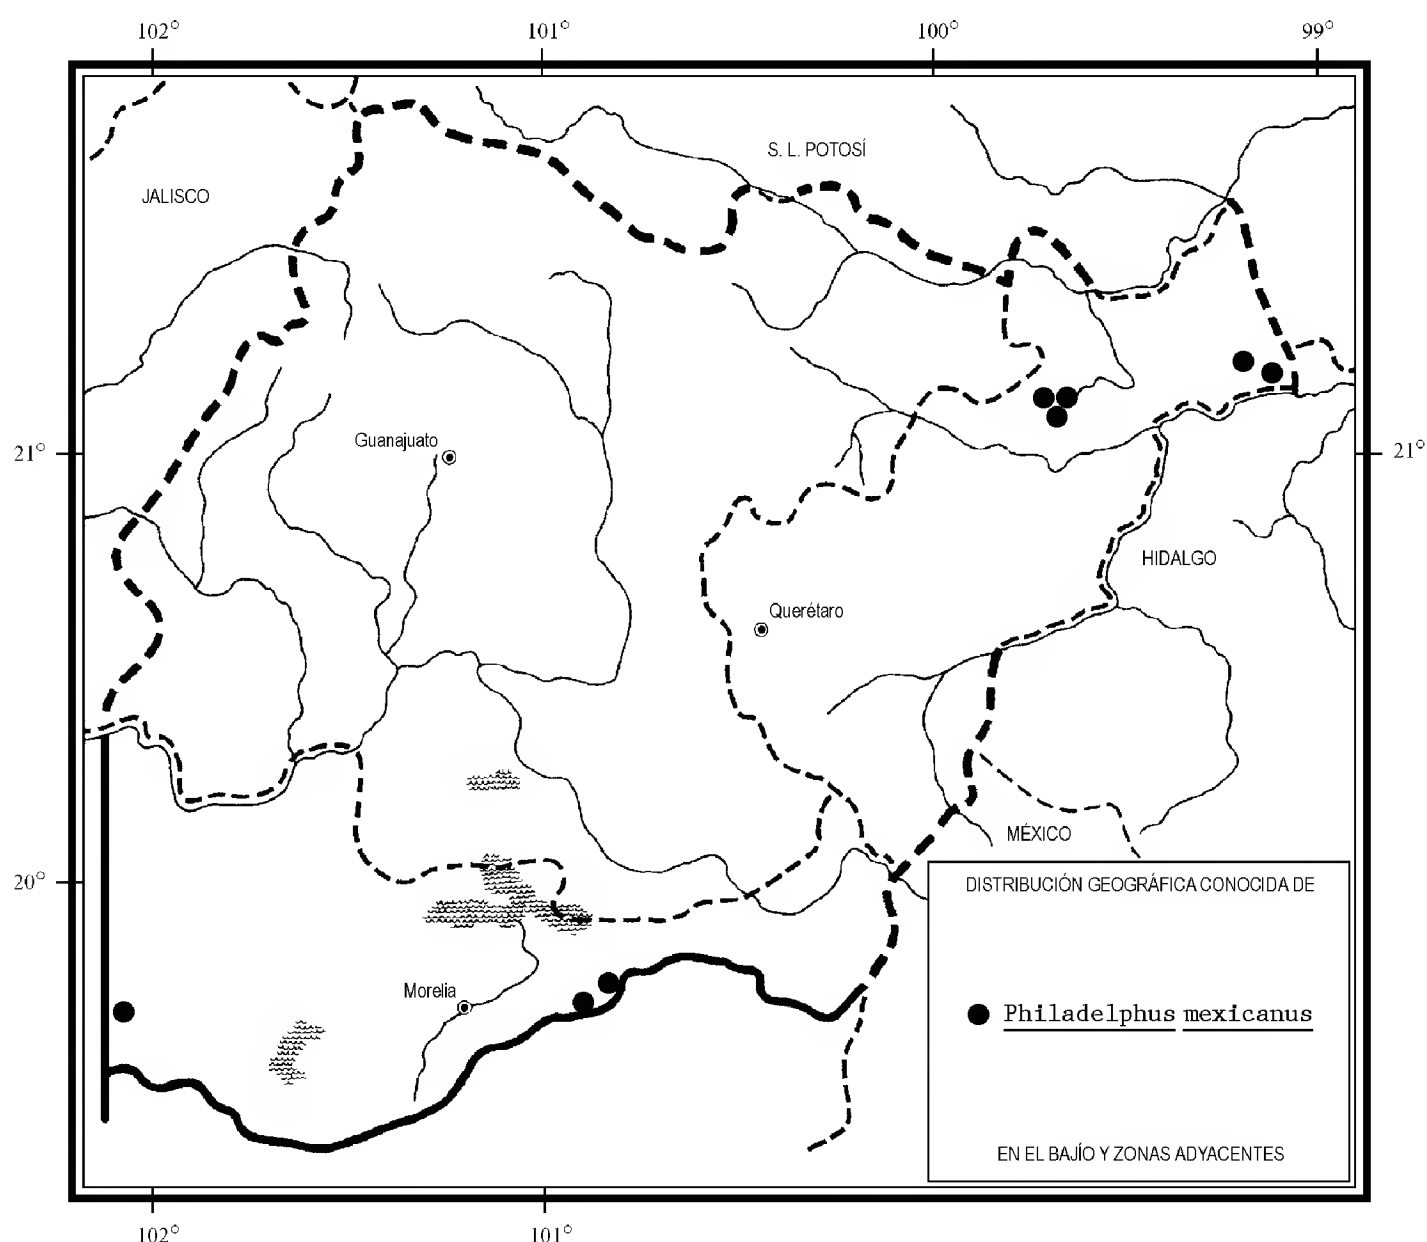 102° 101° 100° 99°
S. L. POTOSÍ
JALISCO
Guanajuato
21° 21°
HIDALGO
Querétaro
MÉXICO
20°
DISTRIBUCIÓN GEOGRÁFICA CONOCIDA DE
Morelia
Philadelphus mexicanus
EN EL BAJÍO Y ZONAS ADYACENTES
102° 101°